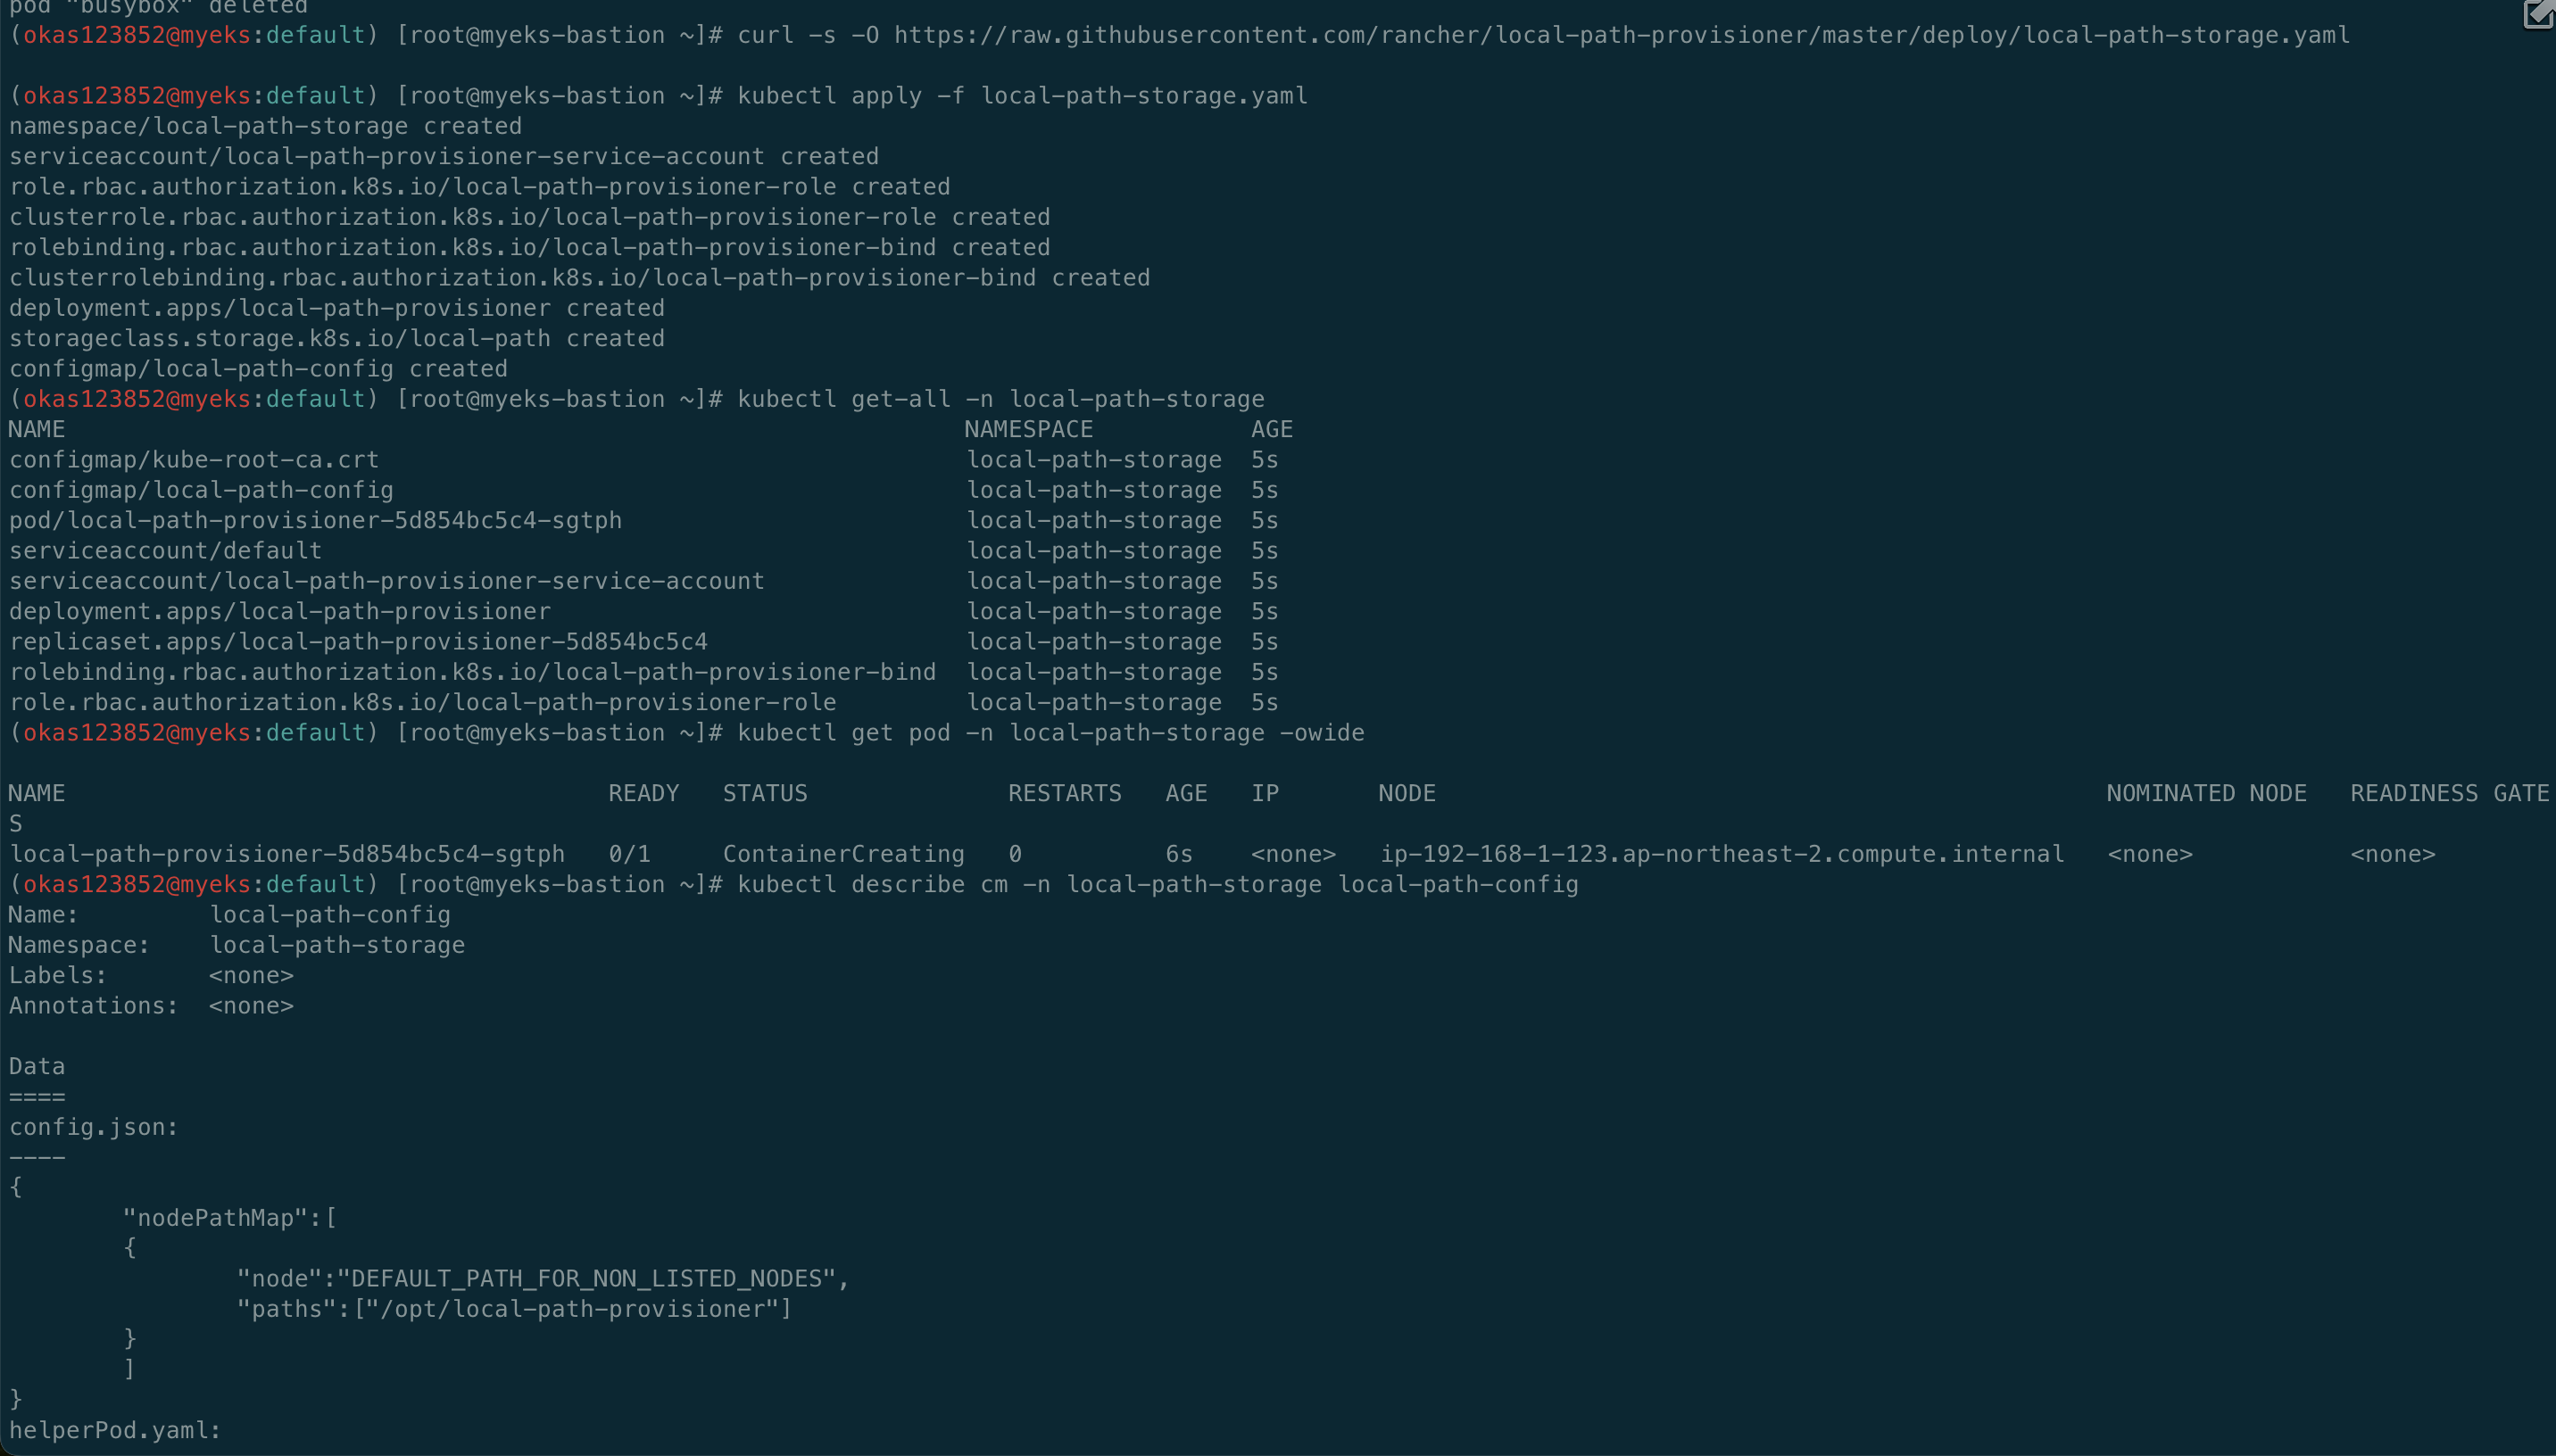 pod "busybox" deleted
(okas123852@myeks:default) [root@myeks-bastion ~]# curl -s -O https://raw.githubusercontent.com/rancher/local-path-provisioner/master/deploy/local-path-storage.yaml
(okas123852@myeks:default) [root@myeks-bastion ~]# kubectl apply -f local-path-storage.yaml
namespace/local-path-storage created
serviceaccount/local-path-provisioner-service-account created
role.rbac.authorization.k8s.io/local-path-provisioner-role created
clusterrole.rbac.authorization.k8s.io/local-path-provisioner-role created
rolebinding.rbac.authorization.k8s.io/local-path-provisioner-bind created
clusterrolebinding.rbac.authorization.k8s.io/local-path-provisioner-bind created
deployment.apps/local-path-provisioner created
storageclass.storage.k8s.io/local-path created
configmap/local-path-config created
(okas123852@myeks:default) [root@myeks-bastion ~]# kubectl get-all -n local-path-storage
NAME NAMESPACE AGE
configmap/kube-root-ca.crt local-path-storage 5s
configmap/local-path-config local-path-storage 5s
pod/local-path-provisioner-5d854bc5c4-sgtph local-path-storage 5s
serviceaccount/default local-path-storage 5s
serviceaccount/local-path-provisioner-service-account local-path-storage 5s
deployment.apps/local-path-provisioner local-path-storage 5s
replicaset.apps/local-path-provisioner-5d854bc5c4 local-path-storage 5s
rolebinding.rbac.authorization.k8s.io/local-path-provisioner-bind local-path-storage 5s
role.rbac.authorization.k8s.io/local-path-provisioner-role local-path-storage 5s
(okas123852@myeks:default) [root@myeks-bastion ~]# kubectl get pod -n local-path-storage -owide
NAME READY STATUS RESTARTS AGE IP NODE NOMINATED NODE READINESS GATE
S
local-path-provisioner-5d854bc5c4-sgtph 0/1 ContainerCreating 0 6s <none> ip-192-168-1-123.ap-northeast-2.compute.internal <none> <none>
(okas123852@myeks:default) [root@myeks-bastion ~]# kubectl describe cm -n local-path-storage local-path-config
Name: local-path-config
Namespace: local-path-storage
Labels: <none>
Annotations: <none>
Data
====
config.json:
----
{
"nodePathMap":[
{
"node":"DEFAULT_PATH_FOR_NON_LISTED_NODES",
"paths":["/opt/local-path-provisioner"]
}
]
}
helperPod.yaml: